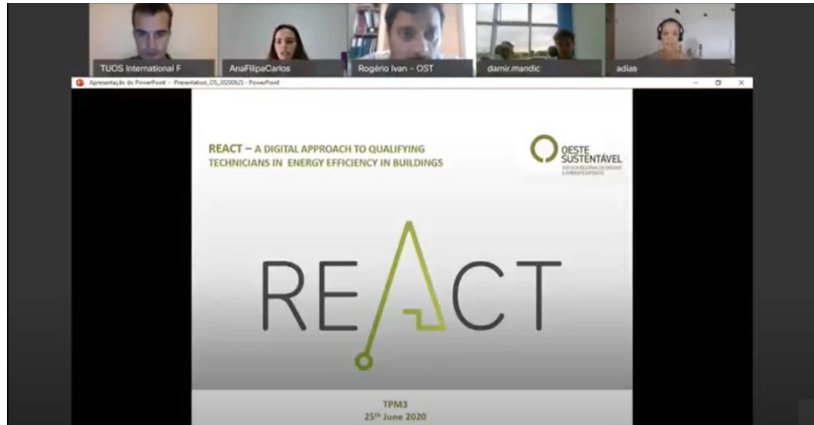 TUOS International F
AnaFilipaCarlos
Rogério Ivan - OST
damir.mandic
adias
Apresentação do PowerPoint - Presentation_OS_20200623 - PowerPoint
REACT – A DIGITAL APPROACH TO QUALIFYING
TECHNICIANS IN ENERGY EFFICIENCY IN BUILDINGS
OESTE
SUSTENTÁVEL
REACT
TPM3
25th June 2020